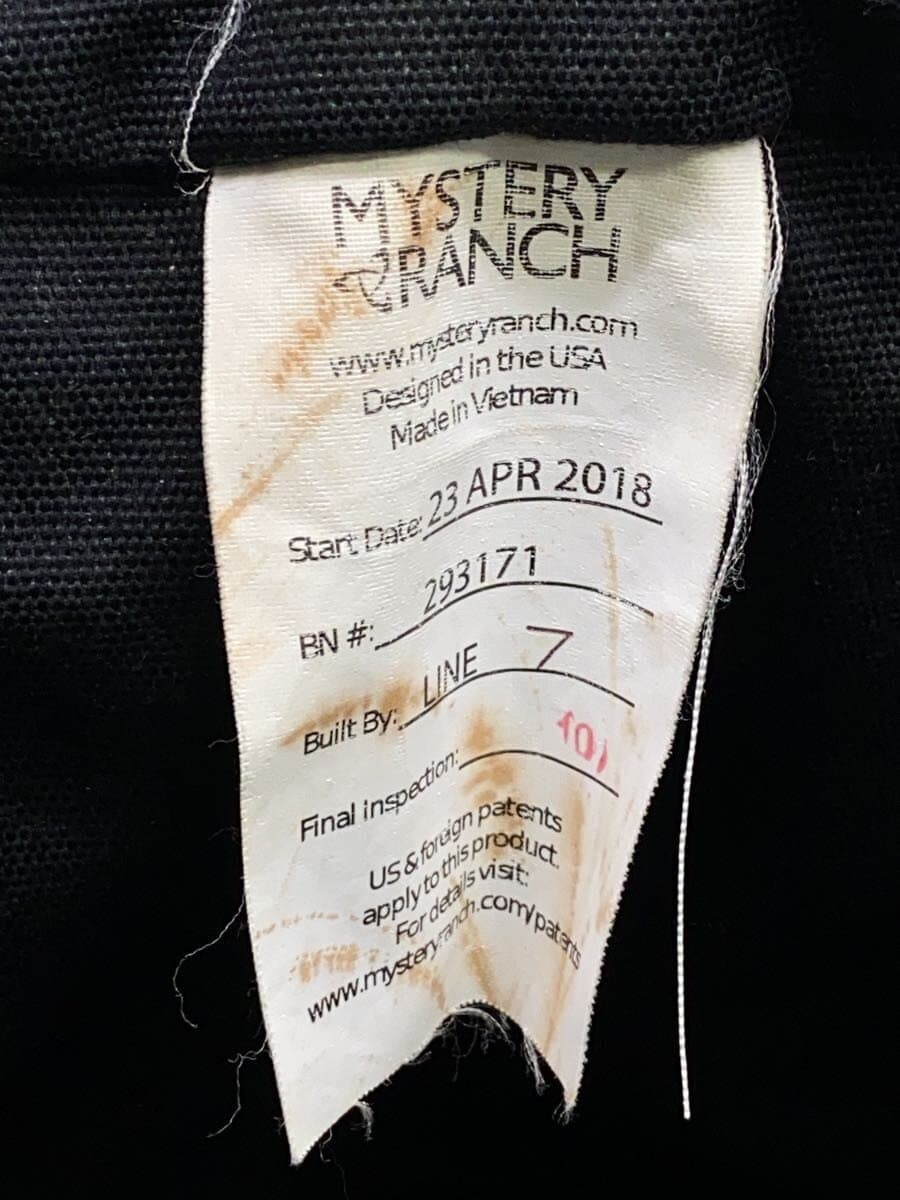 MYSTERY
RANCH
www.mysteryranch.com
Designed in the USA
Made in Vietnam
Start Date: 23 APR 2018
BN #: 293171
Built By: LINE 7
Final Inspection:
US & foreign patents
apply to this product.
For details visit:
www.mysteryranch.com/patents